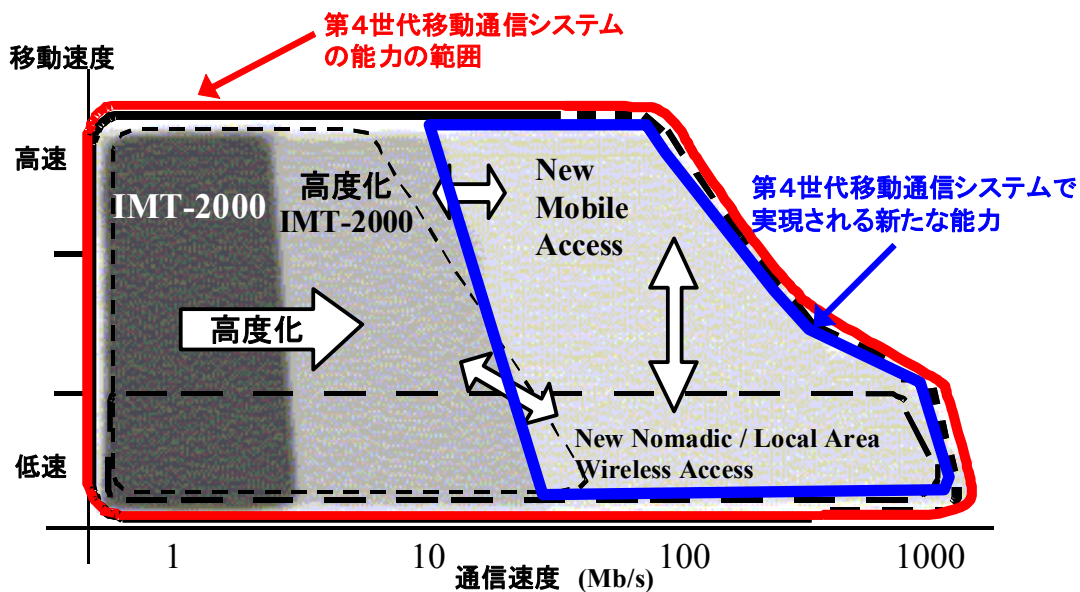 第4世代移動通信システム
の能力の範囲
移動速度
高速
IMT-2000
高度化
IMT-2000
New
Mobile
Access
第4世代移動通信システムで
実現される新たな能力
高度化
New Nomadic / Local Area
Wireless Access
低速
1
10
100
1000
通信速度 (Mb/s)